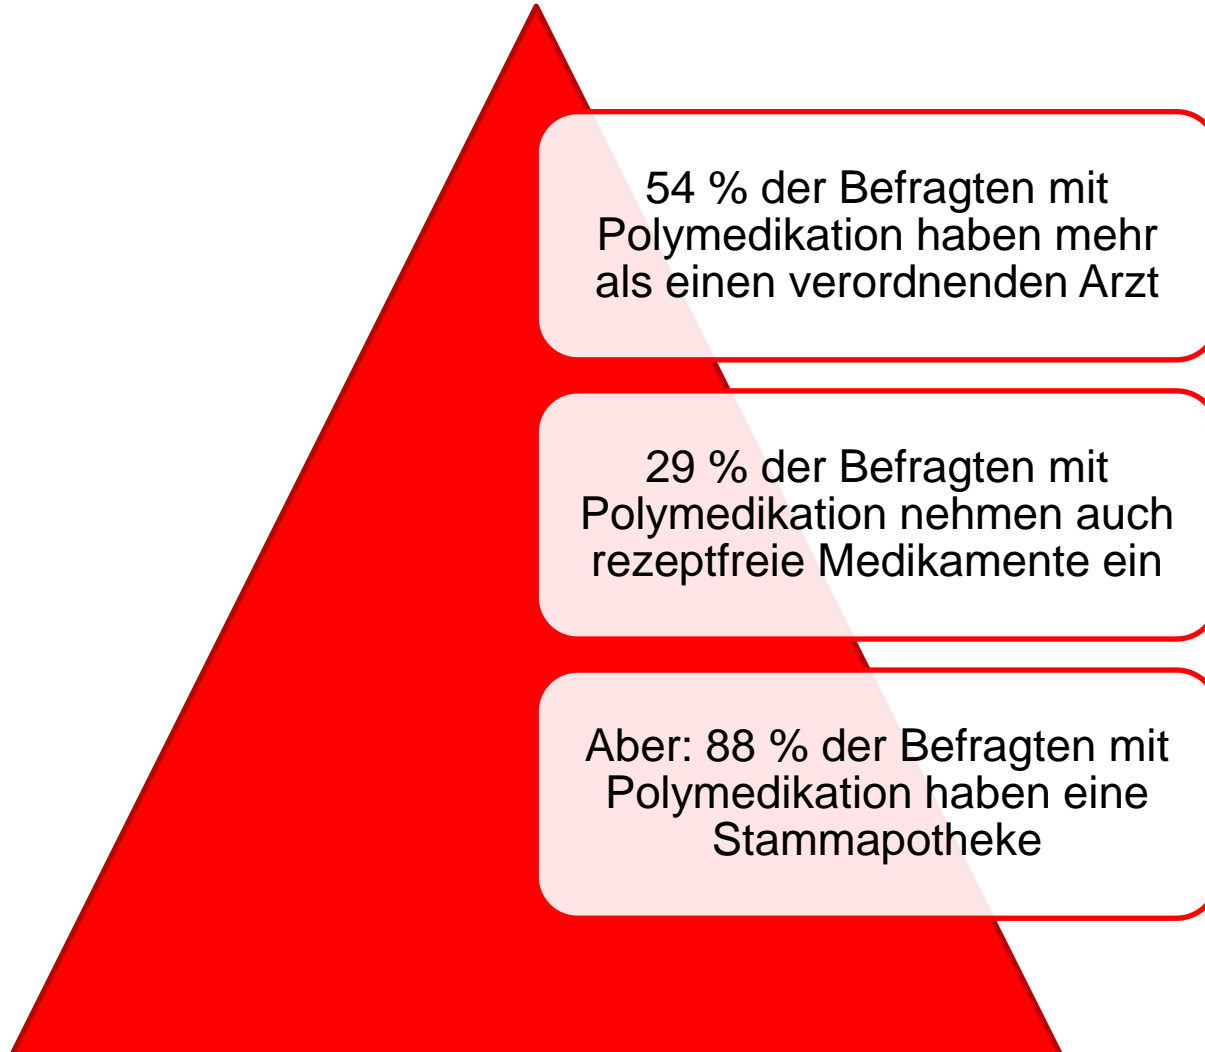 54 % der Befragten mit
Polymedikation haben mehr
als einen verordnenden Arzt
29 % der Befragten mit
Polymedikation nehmen auch
rezeptfreie Medikamente ein
Aber: 88 % der Befragten mit
Polymedikation haben eine
Stammapotheke